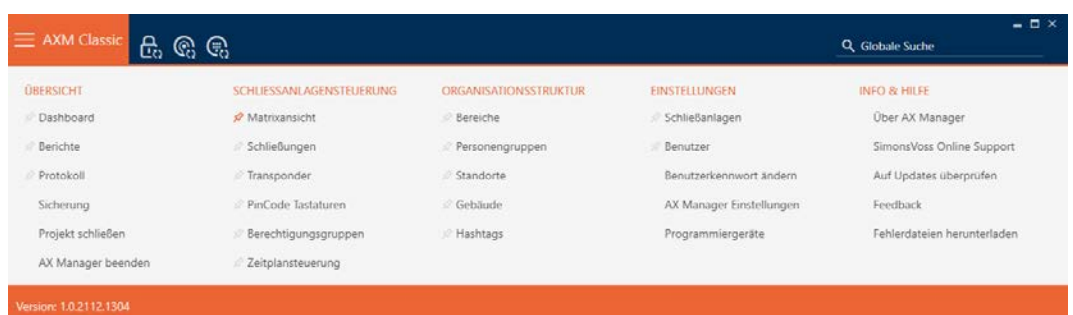 AXM Classic
Globale Suche
ÜBERSICHT
Dashboard
Berichte
Protokoll
Sicherung
Projekt schließen
AX Manager beenden
SCHLIESSANLAGENSTEUERUNG
Matrixansicht
Schließungen
Transponder
PinCode Tastaturen
Berechtigungsgruppen
Zeitplansteuerung
ORGANISATIONSSTRUKTUR
Bereiche
Personengruppen
Standorte
Gebäude
Hashtags
EINSTELLUNGEN
Schließanlagen
Benutzer
Benutzerkennwort ändern
AX Manager Einstellungen
Programmiergeräte
INFO & HILFE
Über AX Manager
SimonsVoss Online Support
Auf Updates überprüfen
Feedback
Fehlerdateien herunterladen
Version: 1.0.2112.1304